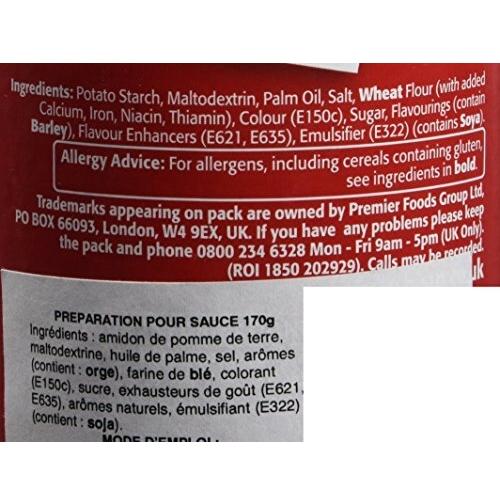 Ingredients: Potato Starch, Maltodextrin, Palm Oil, Salt, Wheat Flour (with added
Calcium, Iron, Niacin, Thiamin), Colour (E150c), Sugar, Flavourings (contain
Barley), Flavour Enhancers (E621, E635), Emulsifier (E322) (contains Soya).
Allergy Advice: For allergens, including cereals containing gluten,
see ingredients in bold.
Trademarks appearing on pack are owned by Premier Foods Group Ltd,
PO BOX 66093, London, W4 9EX, UK. If you have any problems please keep
the pack and phone 0800 234 6328 Mon - Fri 9am - 5pm (UK Only).
(ROI 1850 202929). Calls may be recorded.
uk
PREPARATION POUR SAUCE 170g
Ingrédients : amidon de pomme de terre,
maltodextrine, huile de palme, sel, arômes
(contient : orge), farine de blé, colorant
(E150c), sucre, exhausteurs de goût (E621,
E635), arômes naturels, émulsifiant (E322)
(contient : soja).
MODE D'EMPLOI :